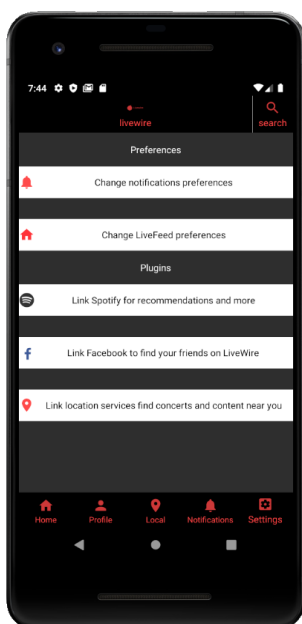 7:44
livewire
search
Preferences
Change notifications preferences
Change LiveFeed preferences
Plugins
Link Spotify for recommendations and more
f Link Facebook to find your friends on LiveWire
Link location services find concerts and content near you
Home Profile Local Notifications Settings